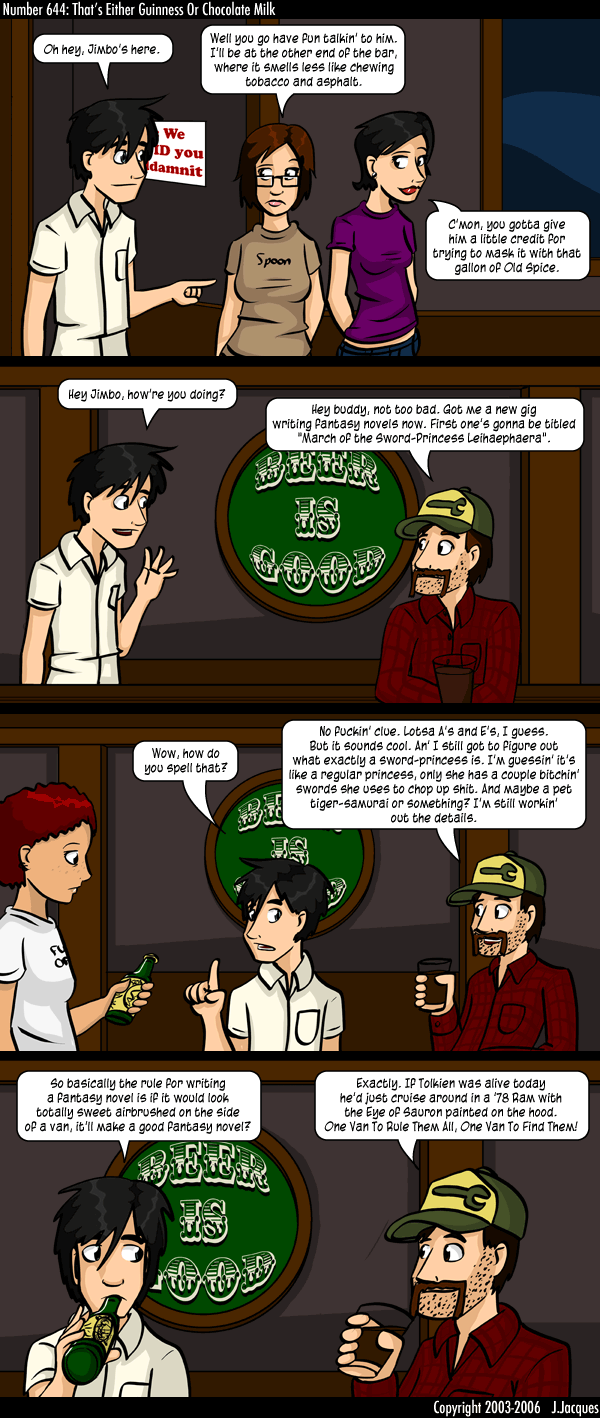 Number 644: That's Either Guinness Or Chocolate Milk
Oh hey, Jimbo's here.
Well you go have fun talkin' to him.
I'll be at the other end of the bar,
where it smells less like chewing
tobacco and asphalt.
We
ID you
damnit
Spoon
C'mon, you gotta give
him a little credit for
trying to mask it with that
gallon of Old Spice.
Hey Jimbo, how're you doing?
Hey buddy, not too bad. Got me a new gig
writing fantasy novels now. First one's gonna be titled
"March of the Sword-Princess Leihaephaera".
BEER
IS
GOOD
Wow, how do
you spell that?
No fuckin' clue. Lotsa A's and E's, I guess.
But it sounds cool. An' I still got to figure out
what exactly a sword-princess is. I'm guessin' it's
like a regular princess, only she has a couple bitchin'
swords she uses to chop up shit. And maybe a pet
tiger-samurai or something? I'm still workin'
out the details.
BEER
IS
GOOD
FU
OF
So basically the rule for writing
a fantasy novel is if it would look
totally sweet airbrushed on the side
of a van, it'll make a good fantasy novel?
Exactly. If Tolkien was alive today
he'd just cruise around in a '78 Ram with
the Eye of Sauron painted on the hood.
One Van To Rule Them All, One Van To Find Them!
BEER
IS
GOOD
Copyright 2003-2006 J.Jacques